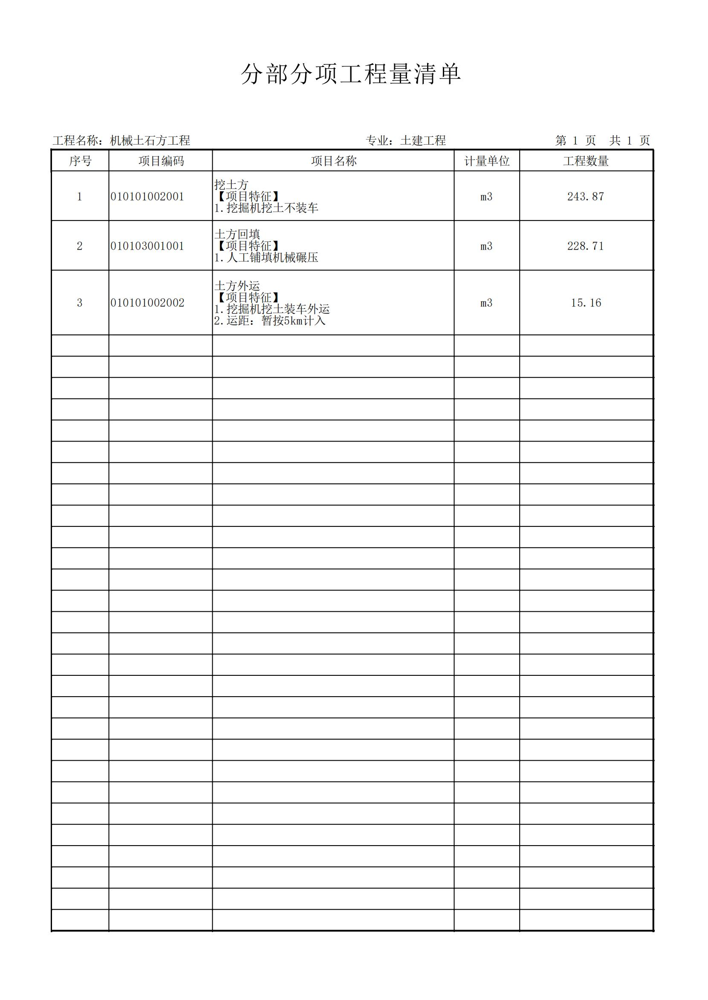 分部分项工程量清单
工程名称：机械土石方工程 专业：土建工程 第 1 页 共 1 页
序号 项目编码 项目名称 计量单位 工程数量
1 010101002001 挖土方 m3 243.87
【项目特征】
1.挖掘机挖土不装车
2 010103001001 土方回填 m3 228.71
【项目特征】
1.人工铺填机械碾压
3 010101002002 土方外运 m3 15.16
【项目特征】
1.挖掘机挖土装车外运
2.运距：暂按5km计入